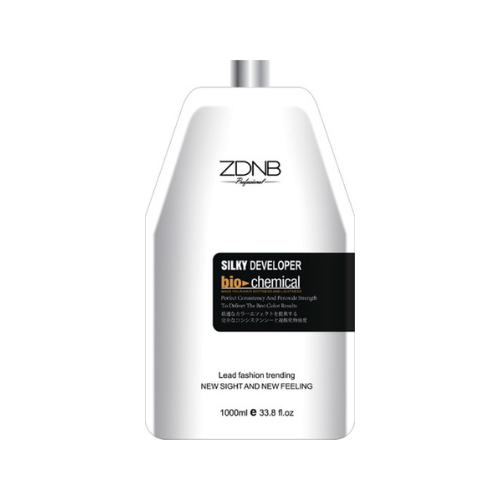 ZDNB
Professional
SILKY DEVELOPER
bio chemical
Perfect Consistency And Peroxide Strength
To Deliver The Best Color Results
Lead fashion trending
NEW SIGHT AND NEW FEELING
1000ml e 33.8 fl.oz